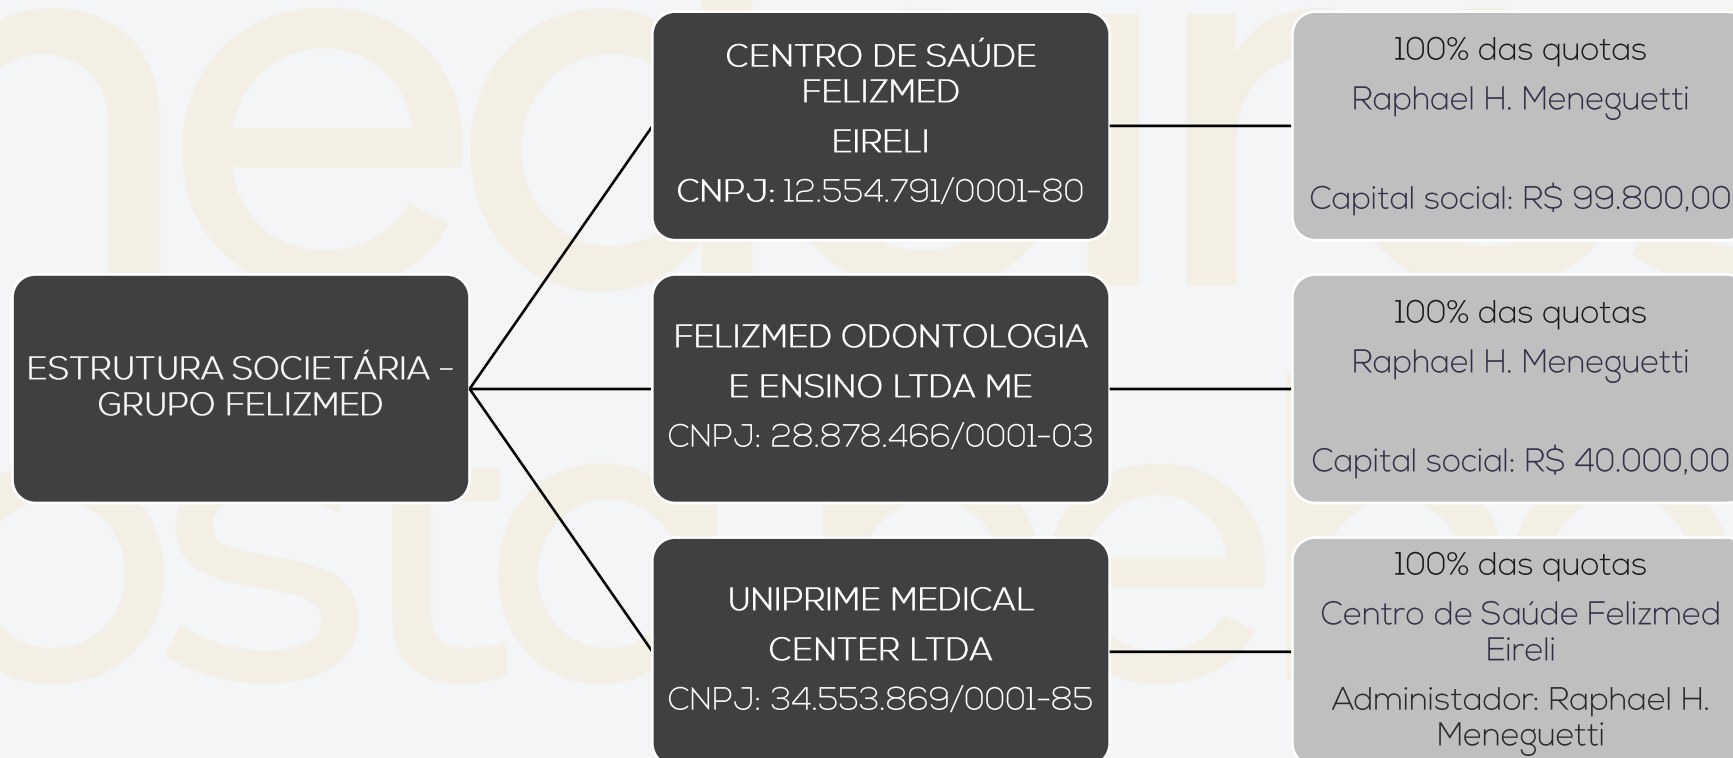 ESTRUTURA SOCIETÁRIA -
GRUPO FELIZMED
CENTRO DE SAÚDE
FELIZMED
EIRELI
CNPJ: 12.554.791/0001-80
100% das quotas
Raphael H. Meneguetti
Capital social: R$ 99.800,00
FELIZMED ODONTOLOGIA
E ENSINO LTDA ME
CNPJ: 28.878.466/0001-03
100% das quotas
Raphael H. Meneguetti
Capital social: R$ 40.000,00
UNIPRIME MEDICAL
CENTER LTDA
CNPJ: 34.553.869/0001-85
100% das quotas
Centro de Saúde Felizmed
Eireli
Administador: Raphael H.
Meneguetti